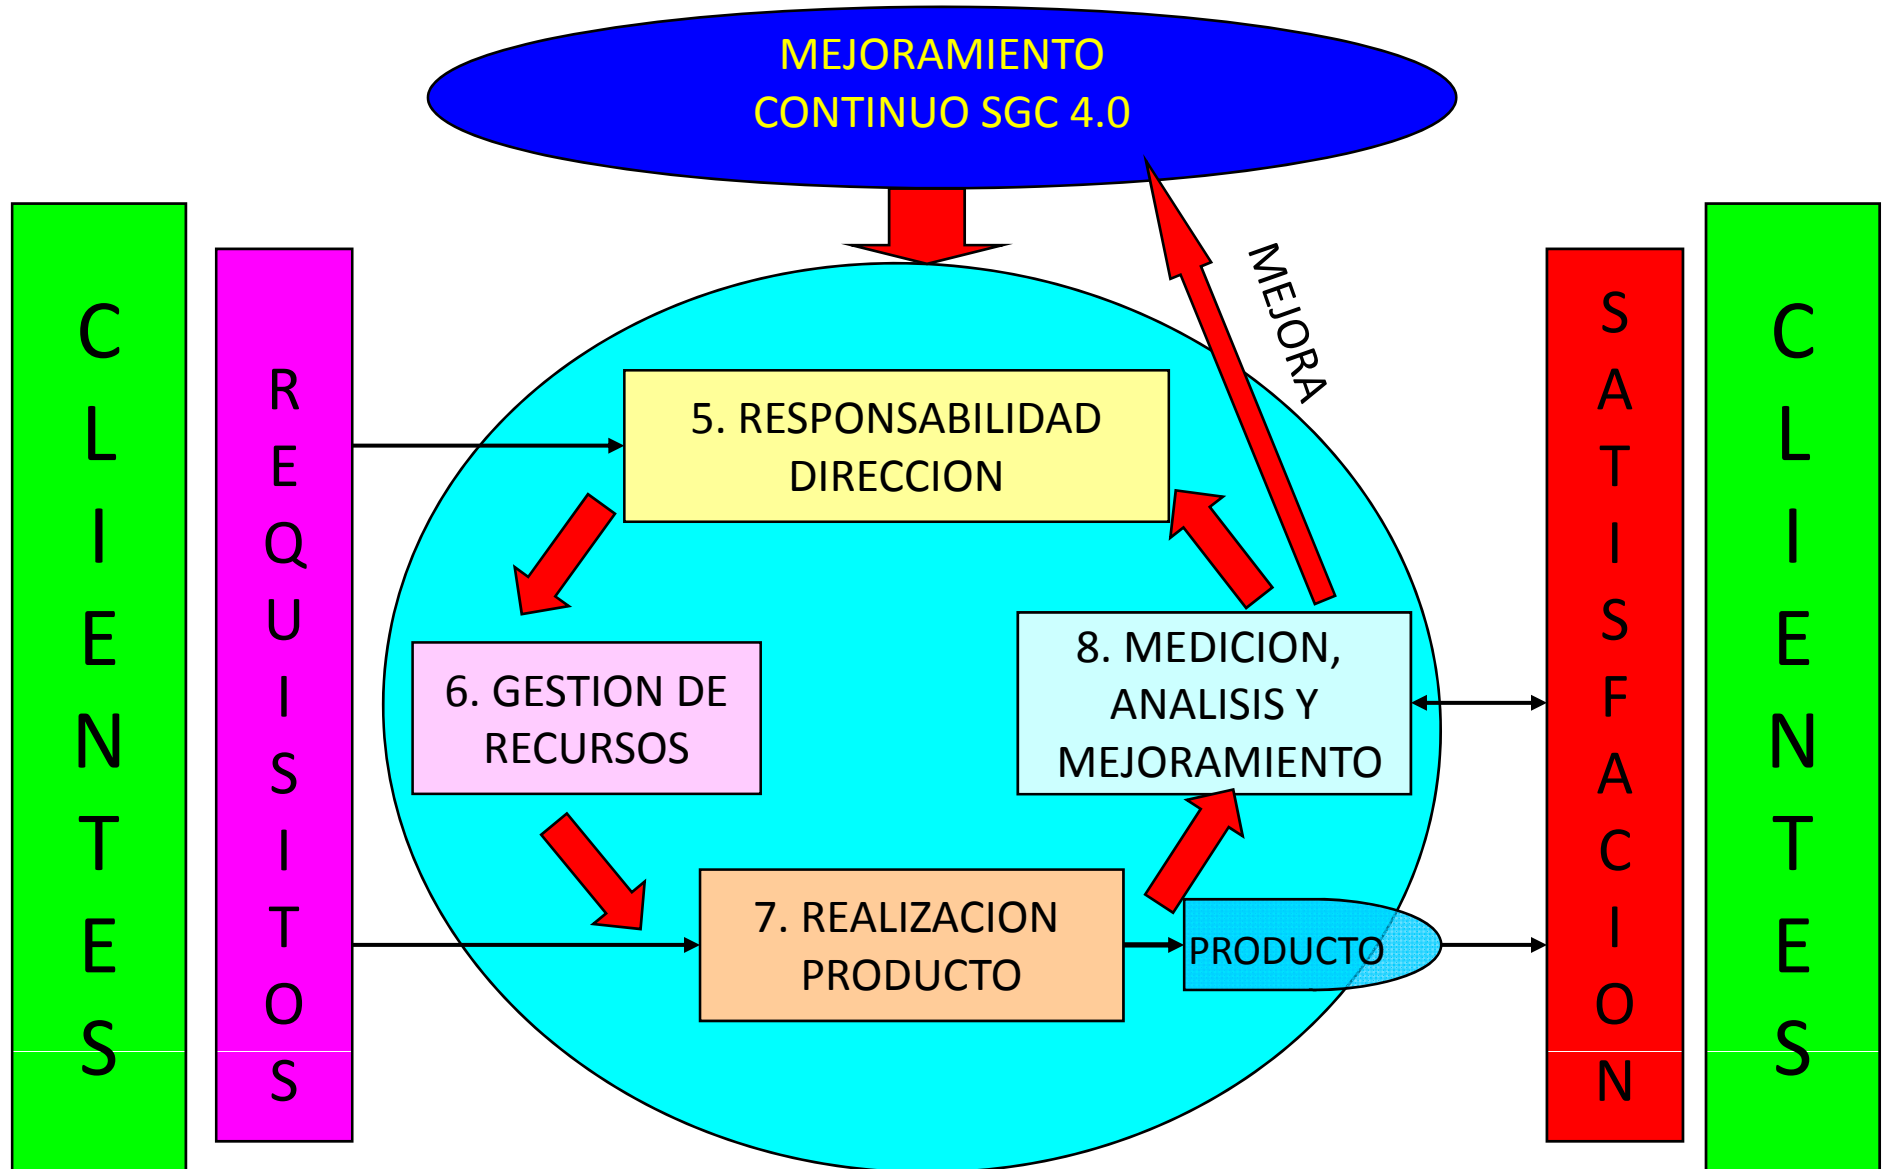 MEJORAMIENTO
CONTINUO SGC 4.0
CLIENTES
REQUISITOS
MEJORA
5. RESPONSABILIDAD
DIRECCION
6. GESTION DE
RECURSOS
8. MEDICION,
ANALISIS Y
MEJORAMIENTO
7. REALIZACION
PRODUCTO
PRODUCTO
SATISFACION
CLIENTES